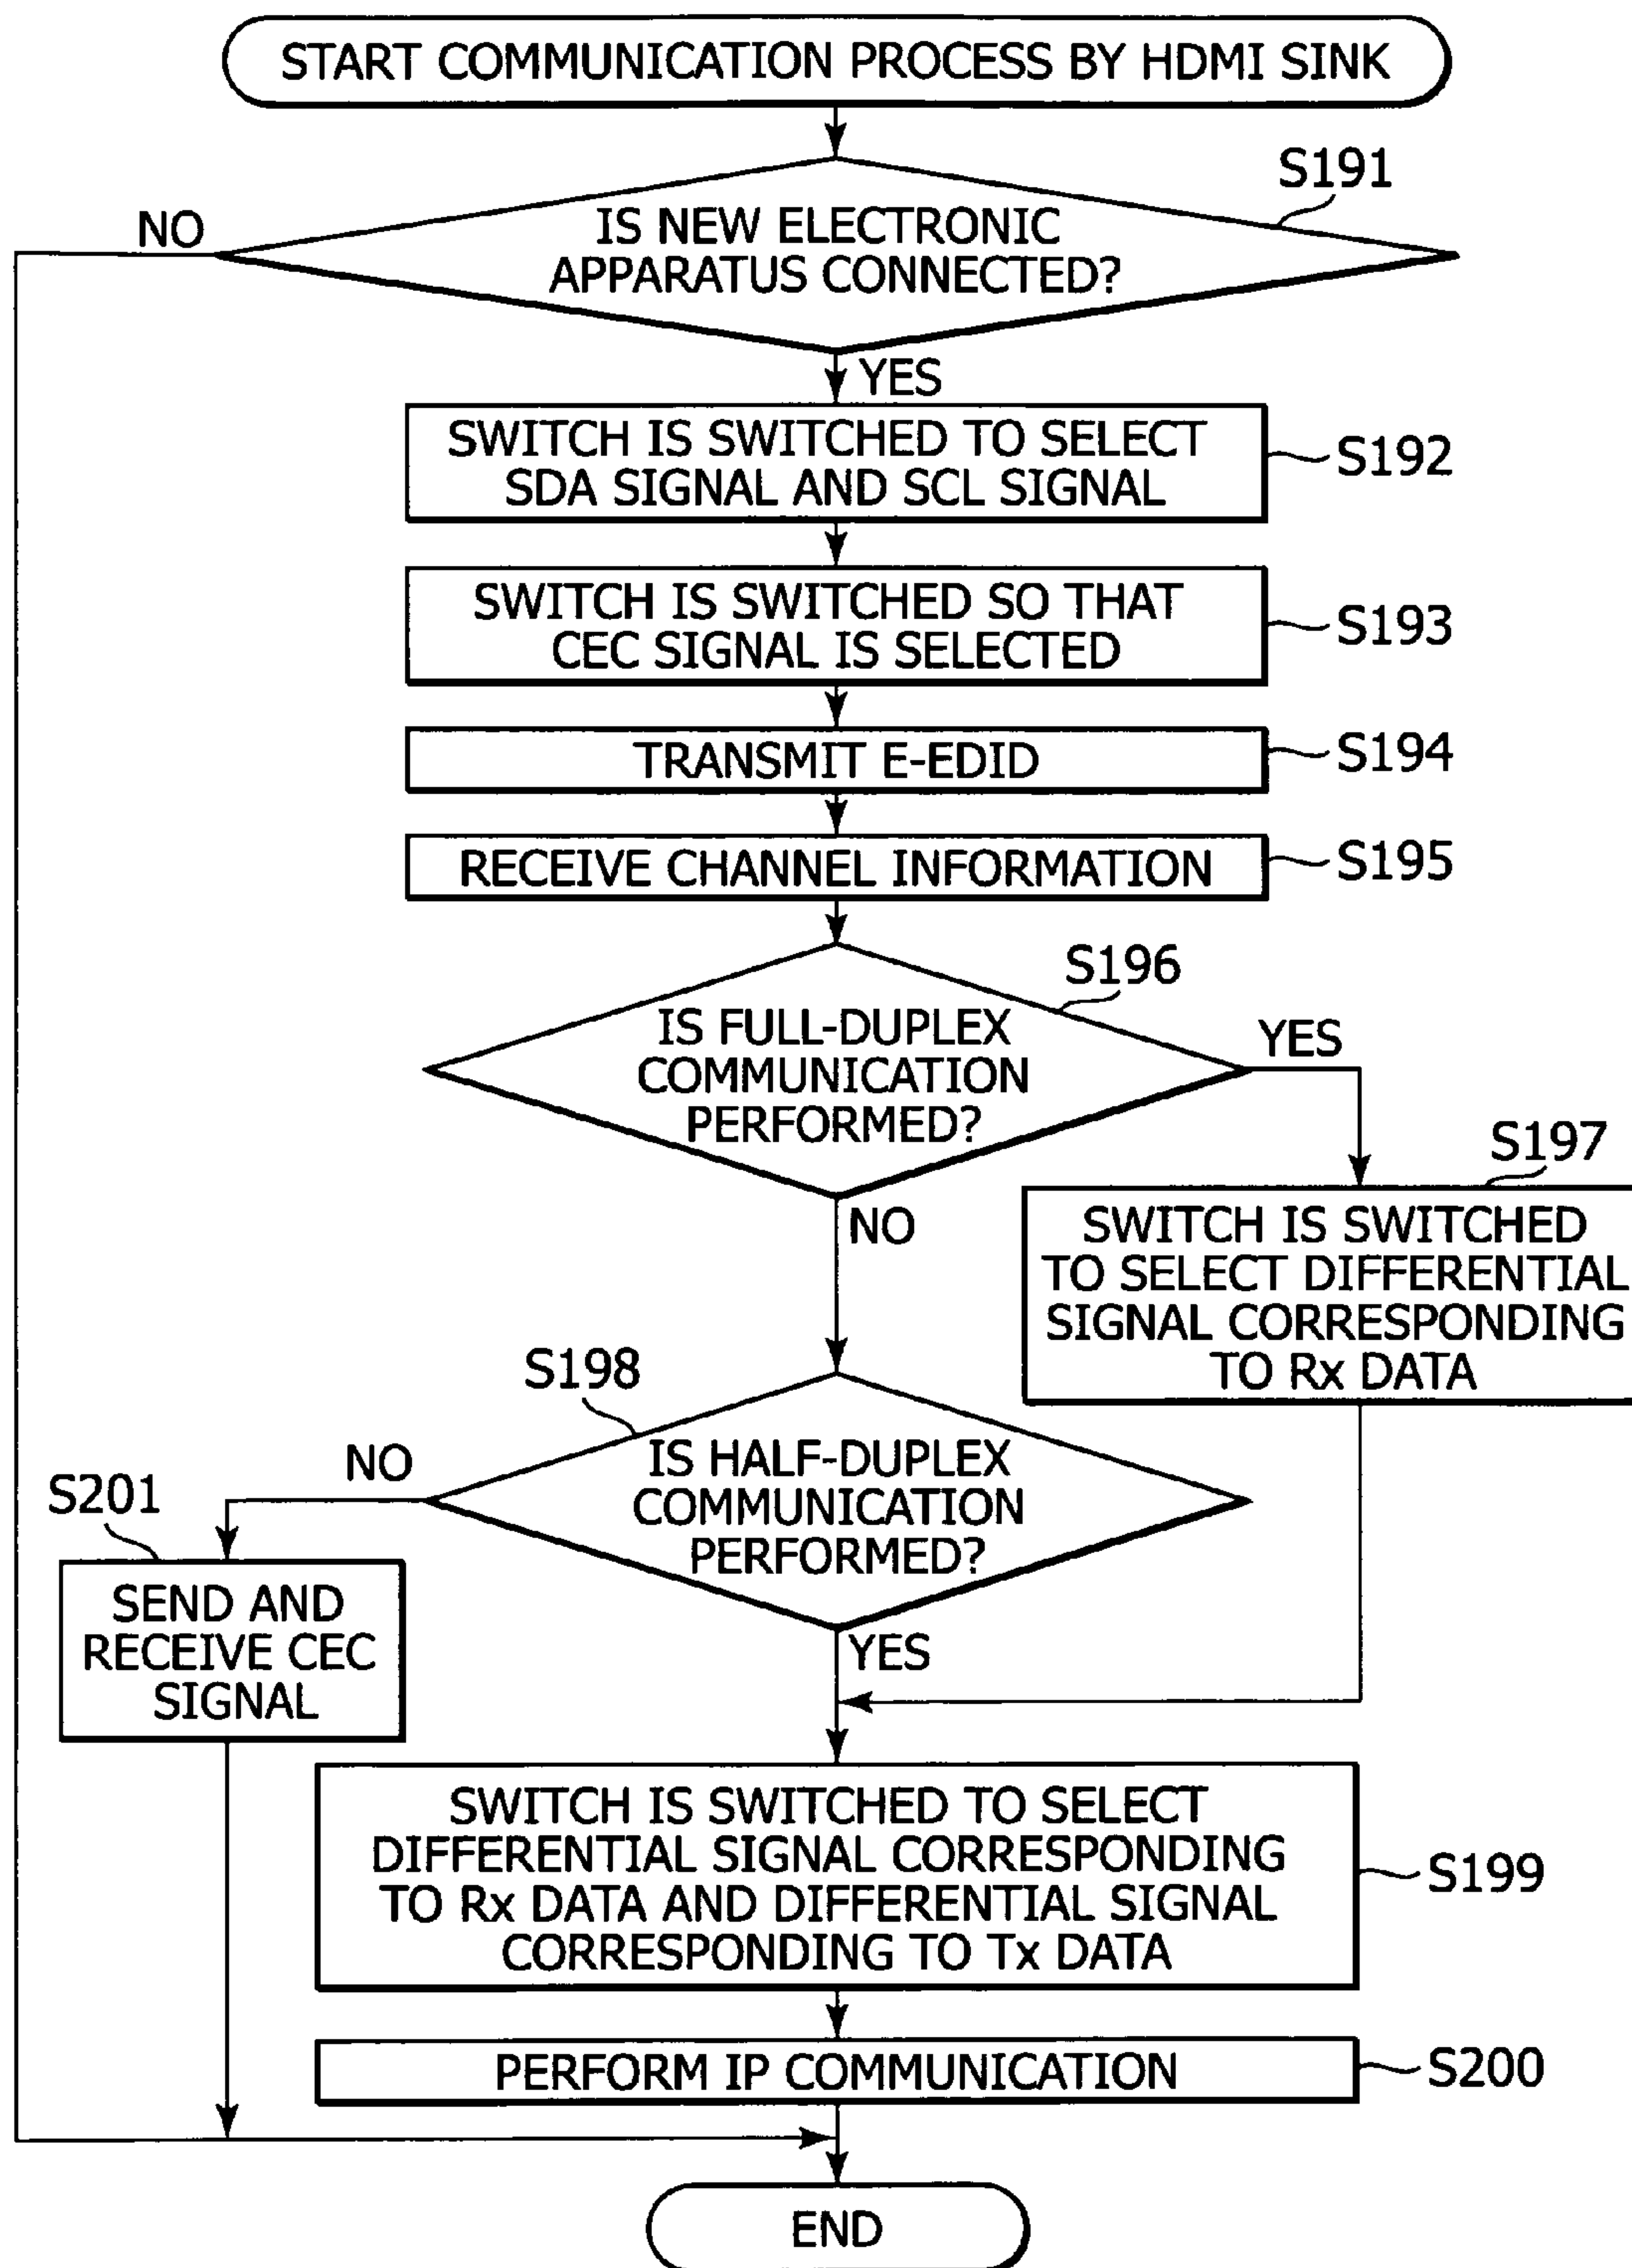 START COMMUNICATION PROCESS BY HDMI SINK
S191
NO
IS NEW ELECTRONIC
APPARATUS CONNECTED?
YES
SWITCH IS SWITCHED TO SELECT
SDA SIGNAL AND SCL SIGNAL
S192
SWITCH IS SWITCHED SO THAT
CEC SIGNAL IS SELECTED
S193
TRANSMIT E-EDID
S194
RECEIVE CHANNEL INFORMATION
S195
S196
IS FULL-DUPLEX
COMMUNICATION
PERFORMED?
YES
NO
S197
SWITCH IS SWITCHED
TO SELECT DIFFERENTIAL
SIGNAL CORRESPONDING
TO Rx DATA
S198
NO
IS HALF-DUPLEX
COMMUNICATION
PERFORMED?
YES
S201
SEND AND
RECEIVE CEC
SIGNAL
SWITCH IS SWITCHED TO SELECT
DIFFERENTIAL SIGNAL CORRESPONDING
TO Rx DATA AND DIFFERENTIAL SIGNAL
CORRESPONDING TO Tx DATA
S199
PERFORM IP COMMUNICATION
S200
END